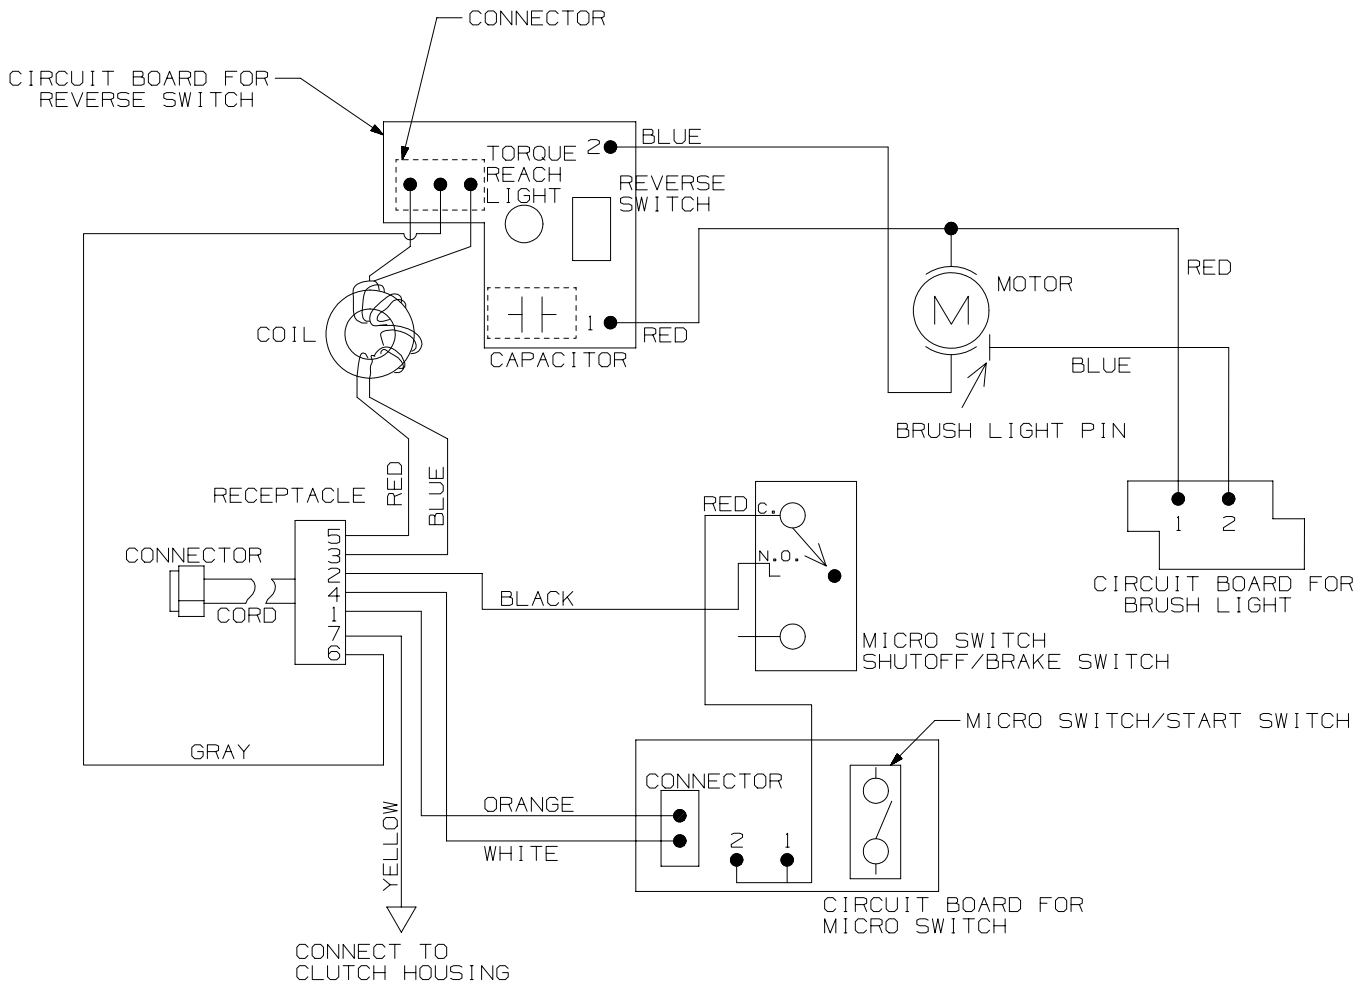 CONNECTOR
CIRCUIT BOARD FOR
REVERSE SWITCH
TORQUE
REACH
LIGHT
2
BLUE
REVERSE
SWITCH
RED
MOTOR
M
COIL
1
RED
CAPACITOR
BLUE
BRUSH LIGHT PIN
RECEPTACLE
RED
BLUE
RED
C.
1
2
CONNECTOR
5
3
2
4
1
7
6
N.O.
CORD
BLACK
CIRCUIT BOARD FOR
BRUSH LIGHT
MICRO SWITCH
SHUTOFF/BRAKE SWITCH
MICRO SWITCH/START SWITCH
GRAY
CONNECTOR
ORANGE
YELLOW
WHITE
2
1
CIRCUIT BOARD FOR
MICRO SWITCH
CONNECT TO
CLUTCH HOUSING